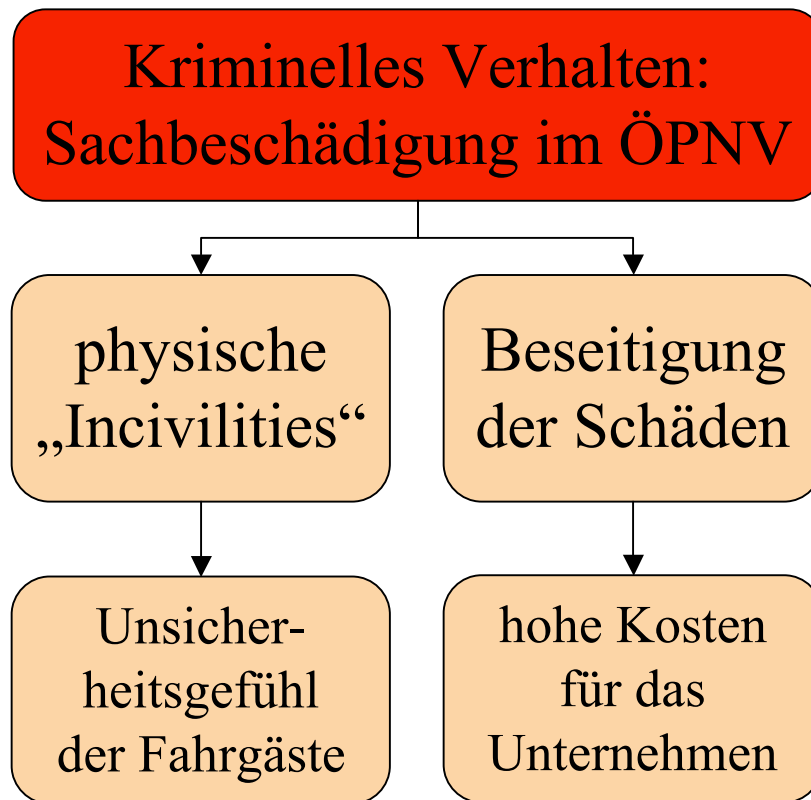 Kriminelles Verhalten:
Sachbeschädigung im ÖPNV
physische
„Incivilities“
Beseitigung
der Schäden
Unsicher-
heitsgefühl
der Fahrgäste
hohe Kosten
für das
Unternehmen